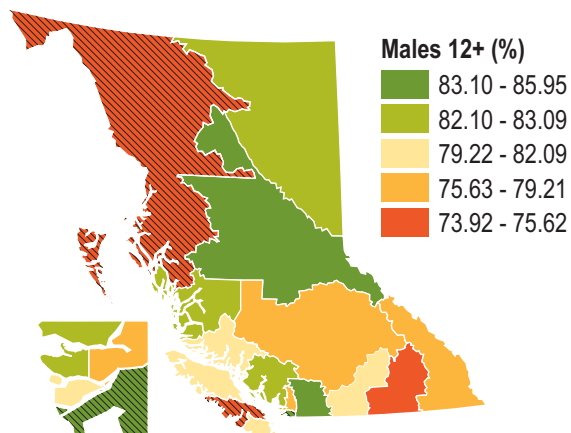 Males 12+ (%)
83.10 - 85.95
82.10 - 83.09
79.22 - 82.09
75.63 - 79.21
73.92 - 75.62